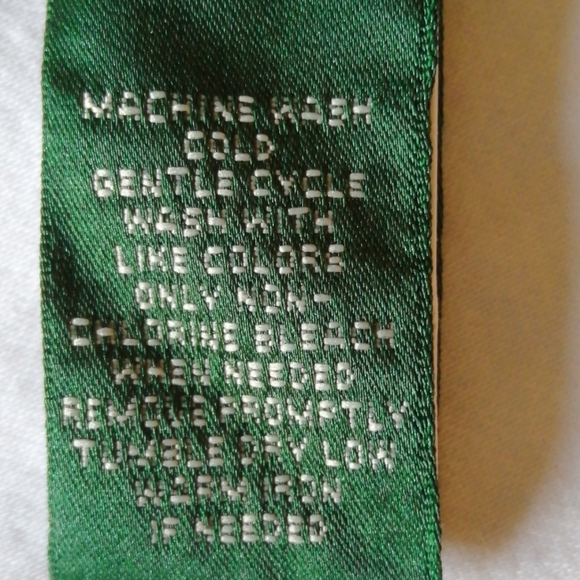 MACHINE WASH
COLD
GENTLE CYCLE
WASH WITH
LIKE COLORS
ONLY NON-
CHLORINE BLEACH
WHEN NEEDED
REMOVE PROMPTLY
TUMBLE DRY LOW
WARM IRON
IF NEEDED